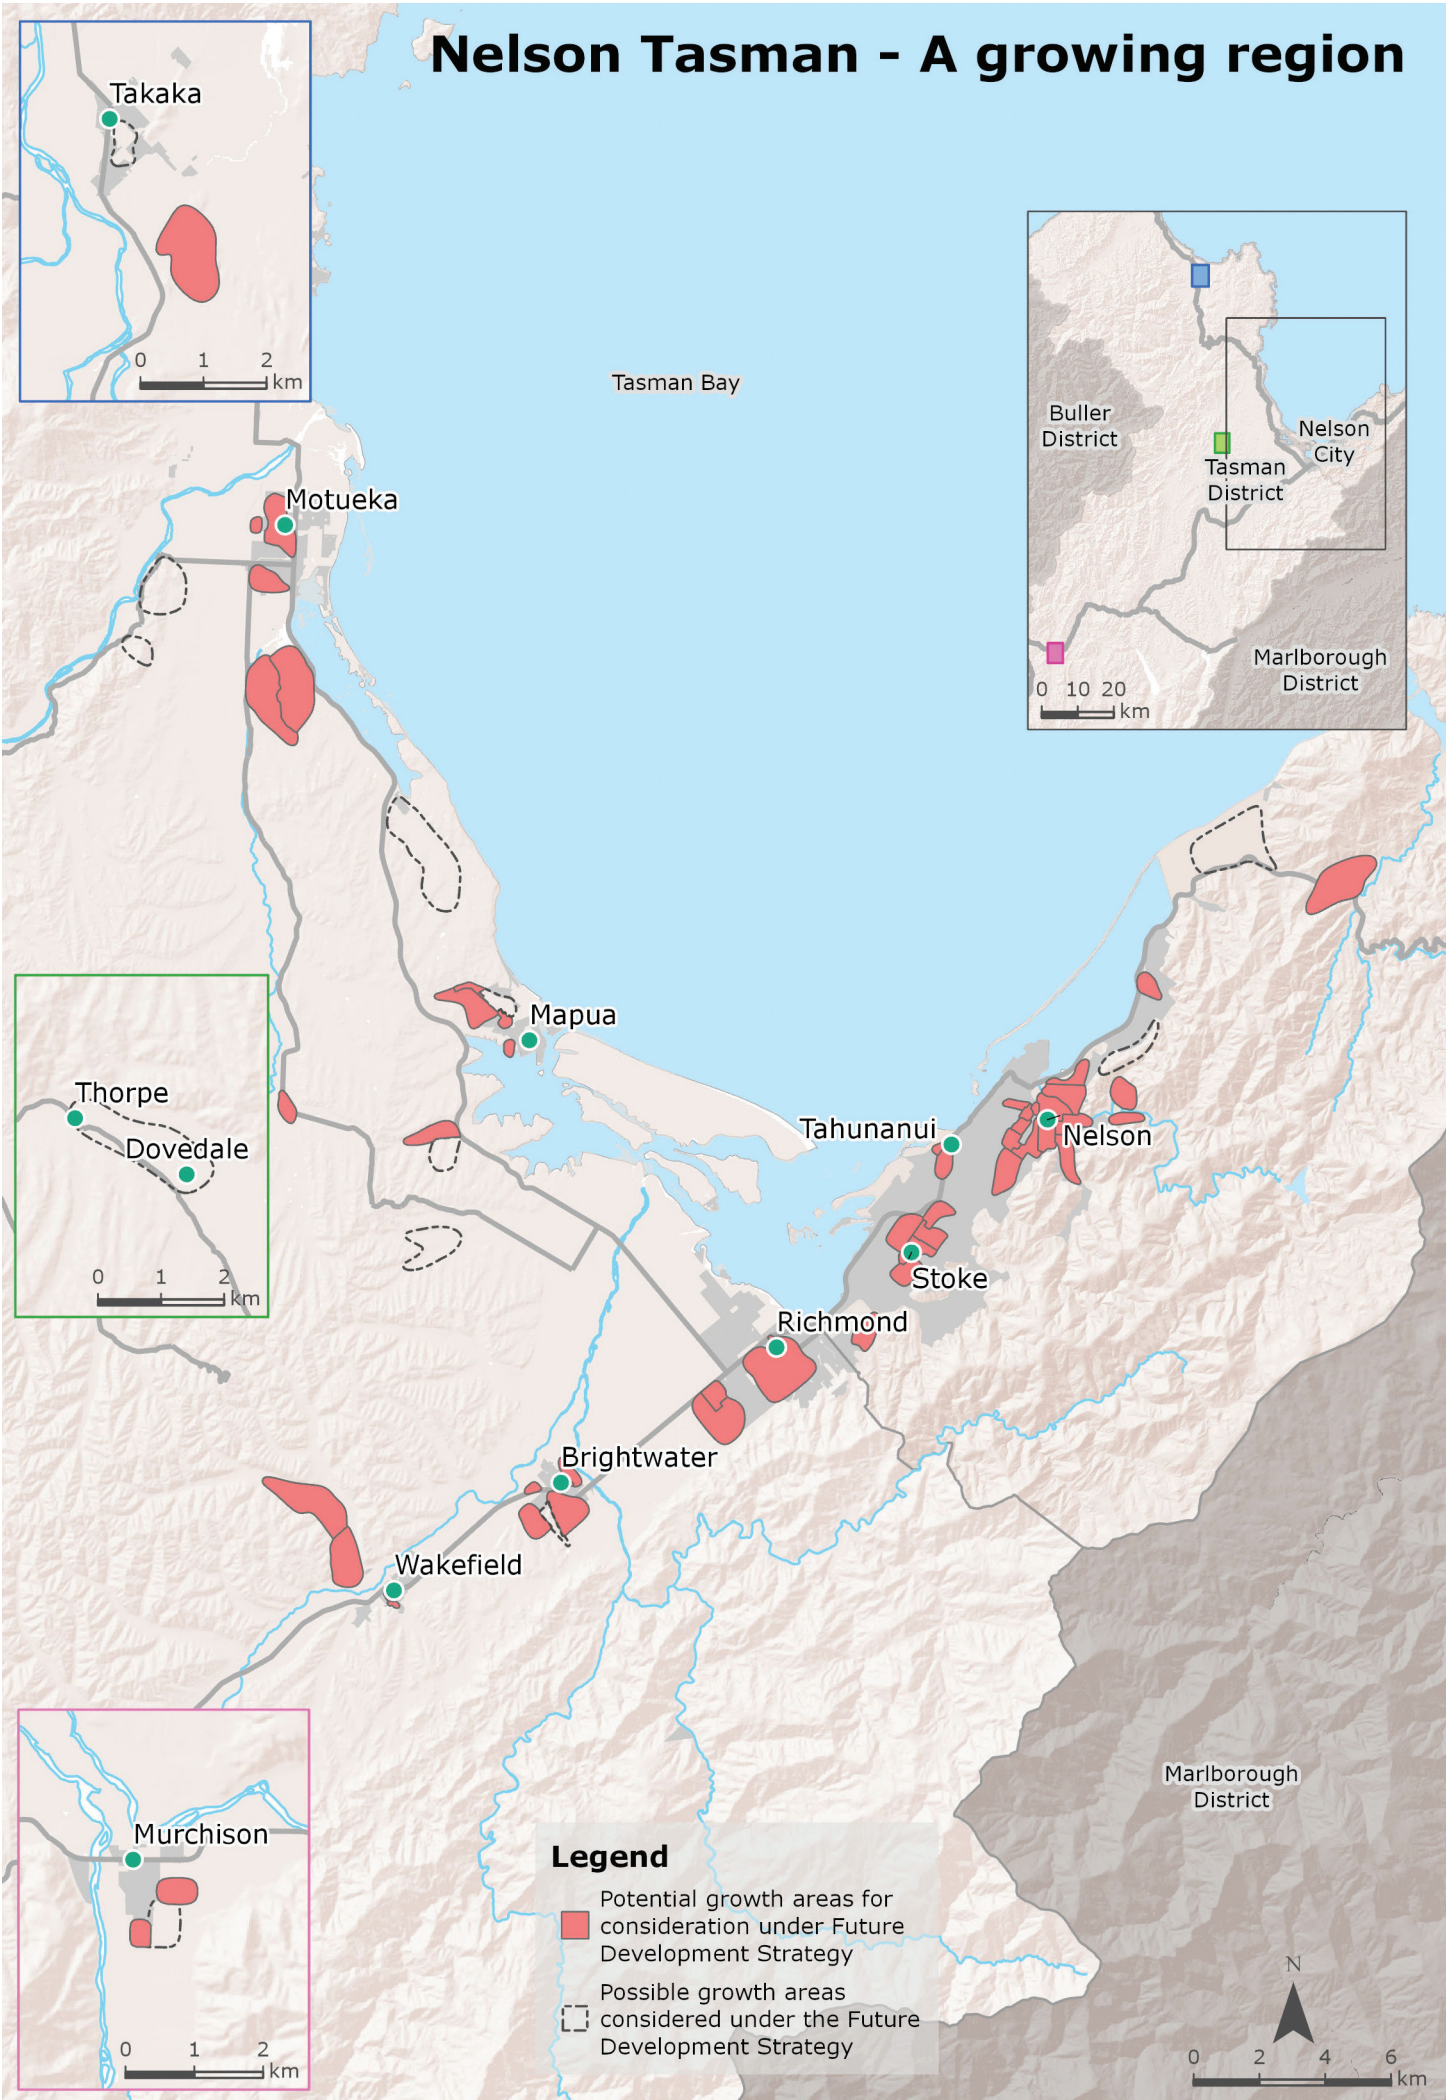 Nelson Tasman - A growing region
Takaka
0 1 2
km
Tasman Bay
Buller
District
Nelson
City
Tasman
District
Marlborough
District
0 10 20
km
Motueka
Mapua
Thorpe
Dovedale
0 1 2
km
Tahunanui
Nelson
Stoke
Richmond
Brightwater
Wakefield
Marlborough
District
Murchison
0 1 2
km
Legend
Potential growth areas for
consideration under Future
Development Strategy
Possible growth areas
considered under the Future
Development Strategy
N
0 2 4 6
km